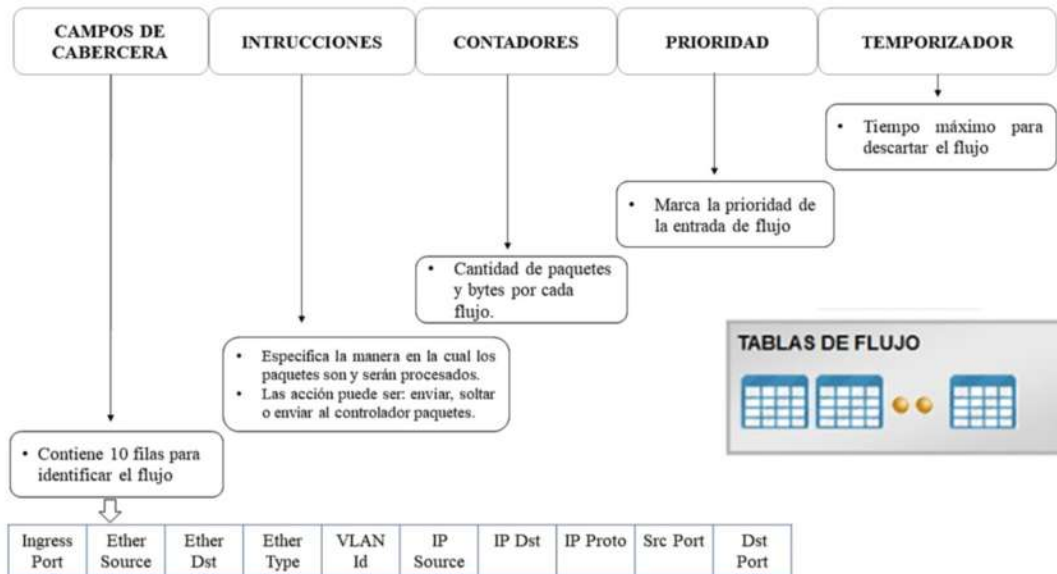 CAMPOS DE
CABERCERA
INTRUCCIONES
CONTADORES
PRIORIDAD
TEMPORIZADOR
• Tiempo máximo para
descartar el flujo
• Marca la prioridad de
la entrada de flujo
• Cantidad de paquetes
y bytes por cada
flujo.
• Especifica la manera en la cual los
paquetes son y serán procesados.
• Las acción puede ser: enviar, soltar
o enviar al controlador paquetes.
TABLAS DE FLUJO
• Contiene 10 filas para
identificar el flujo
Ingress
Port
Ether
Source
Ether
Dst
Ether
Type
VLAN
Id
IP
Source
IP Dst
IP Proto
Src Port
Dst
Port